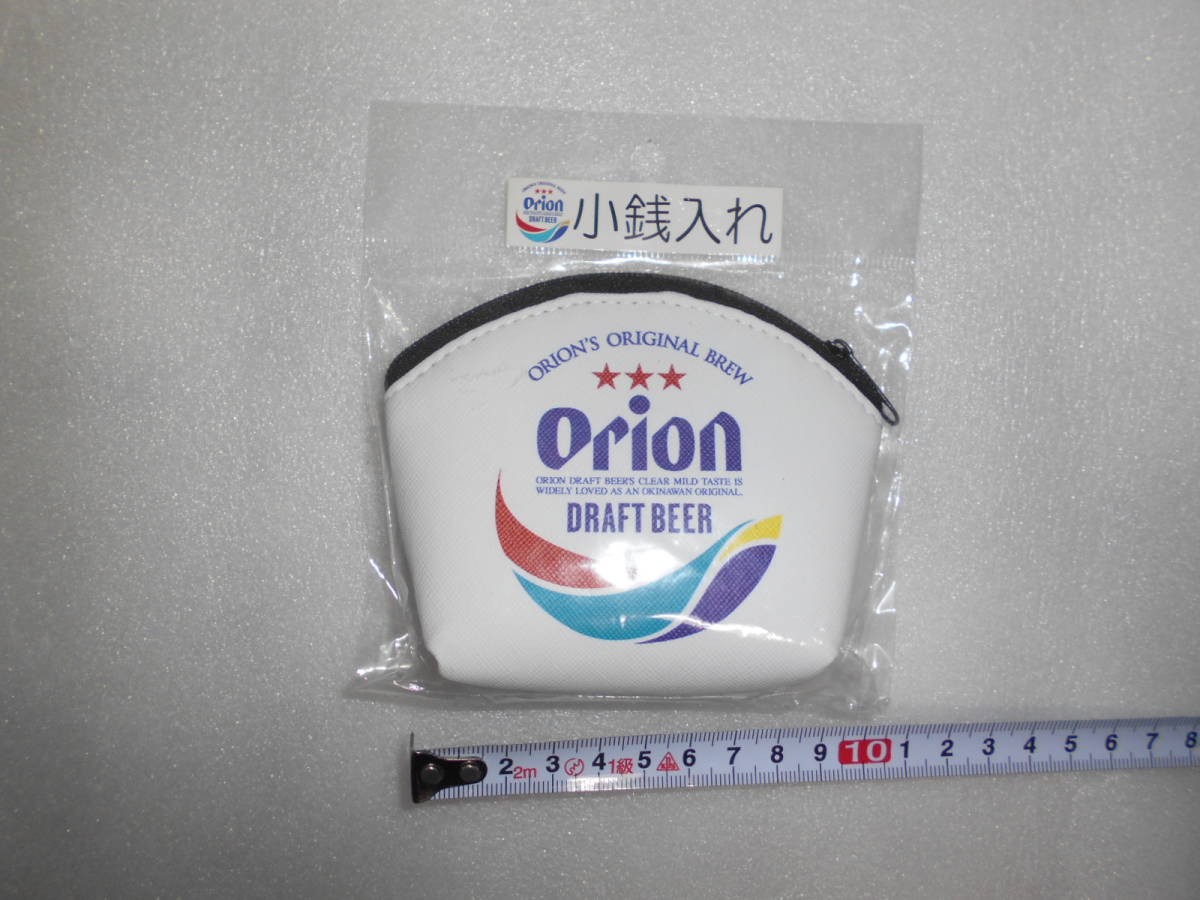 Orion
DRAFT BEER
小銭入れ
ORION'S ORIGINAL BREW
Orion
ORION DRAFT BEER'S CLEAR MILD TASTE IS
WIDELY LOVED AS AN OKINAWAN ORIGINAL.
DRAFT BEER
2 2m 3 4 1級 5 6 7 8 9 10 1 2 3 4 5 6 7 8